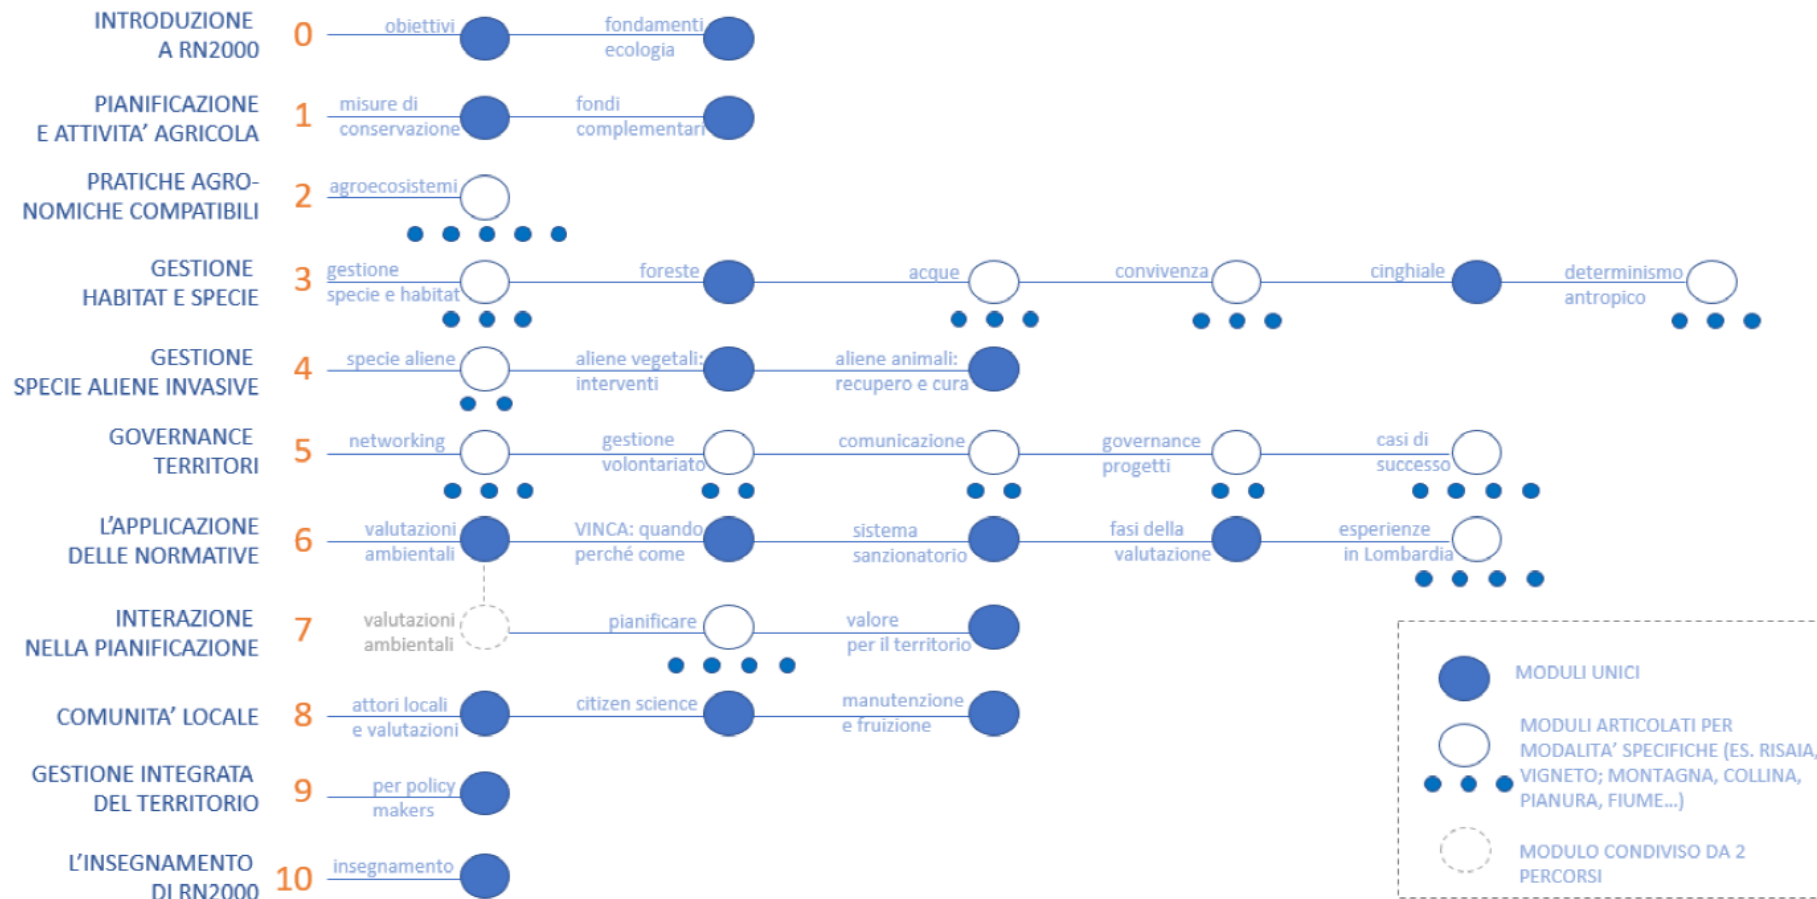 INTRODUZIONE
A RN2000
0
obiettivi
fondamenti
ecologia
PIANIFICAZIONE
E ATTIVITA’ AGRICOLA
1
misure di
conservazione
fondi
complementari
PRATICHE AGRO-
NOMICHE COMPATIBILI
2
agroecosistemi
GESTIONE
HABITAT E SPECIE
3
gestione
specie e habitat
foreste
acque
convivenza
cinghiale
determinismo
antropico
GESTIONE
SPECIE ALIENE INVASIVE
4
specie aliene
aliene vegetali:
interventi
aliene animali:
recupero e cura
GOVERNANCE
TERRITORI
5
networking
gestione
volontariato
comunicazione
governance
progetti
casi di
successo
L’APPLICAZIONE
DELLE NORMATIVE
6
valutazioni
ambientali
VINCA: quando
perché come
sistema
sanzionatorio
fasi della
valutazione
esperienze
in Lombardia
INTERAZIONE
NELLA PIANIFICAZIONE
7
valutazioni
ambientali
pianificare
valore
per il territorio
COMUNITA’ LOCALE
8
attori locali
e valutazioni
citizen science
manutenzione
e fruizione
GESTIONE INTEGRATA
DEL TERRITORIO
9
per policy
makers
L’INSEGNAMENTO
DI RN2000
10
insegnamento
MODULI UNICI
MODULI ARTICOLATI PER
MODALITA’ SPECIFICHE (ES. RISAIA,
VIGNETO; MONTAGNA, COLLINA,
PIANURA, FIUME…)
MODULO CONDIVISO DA 2
PERCORSI